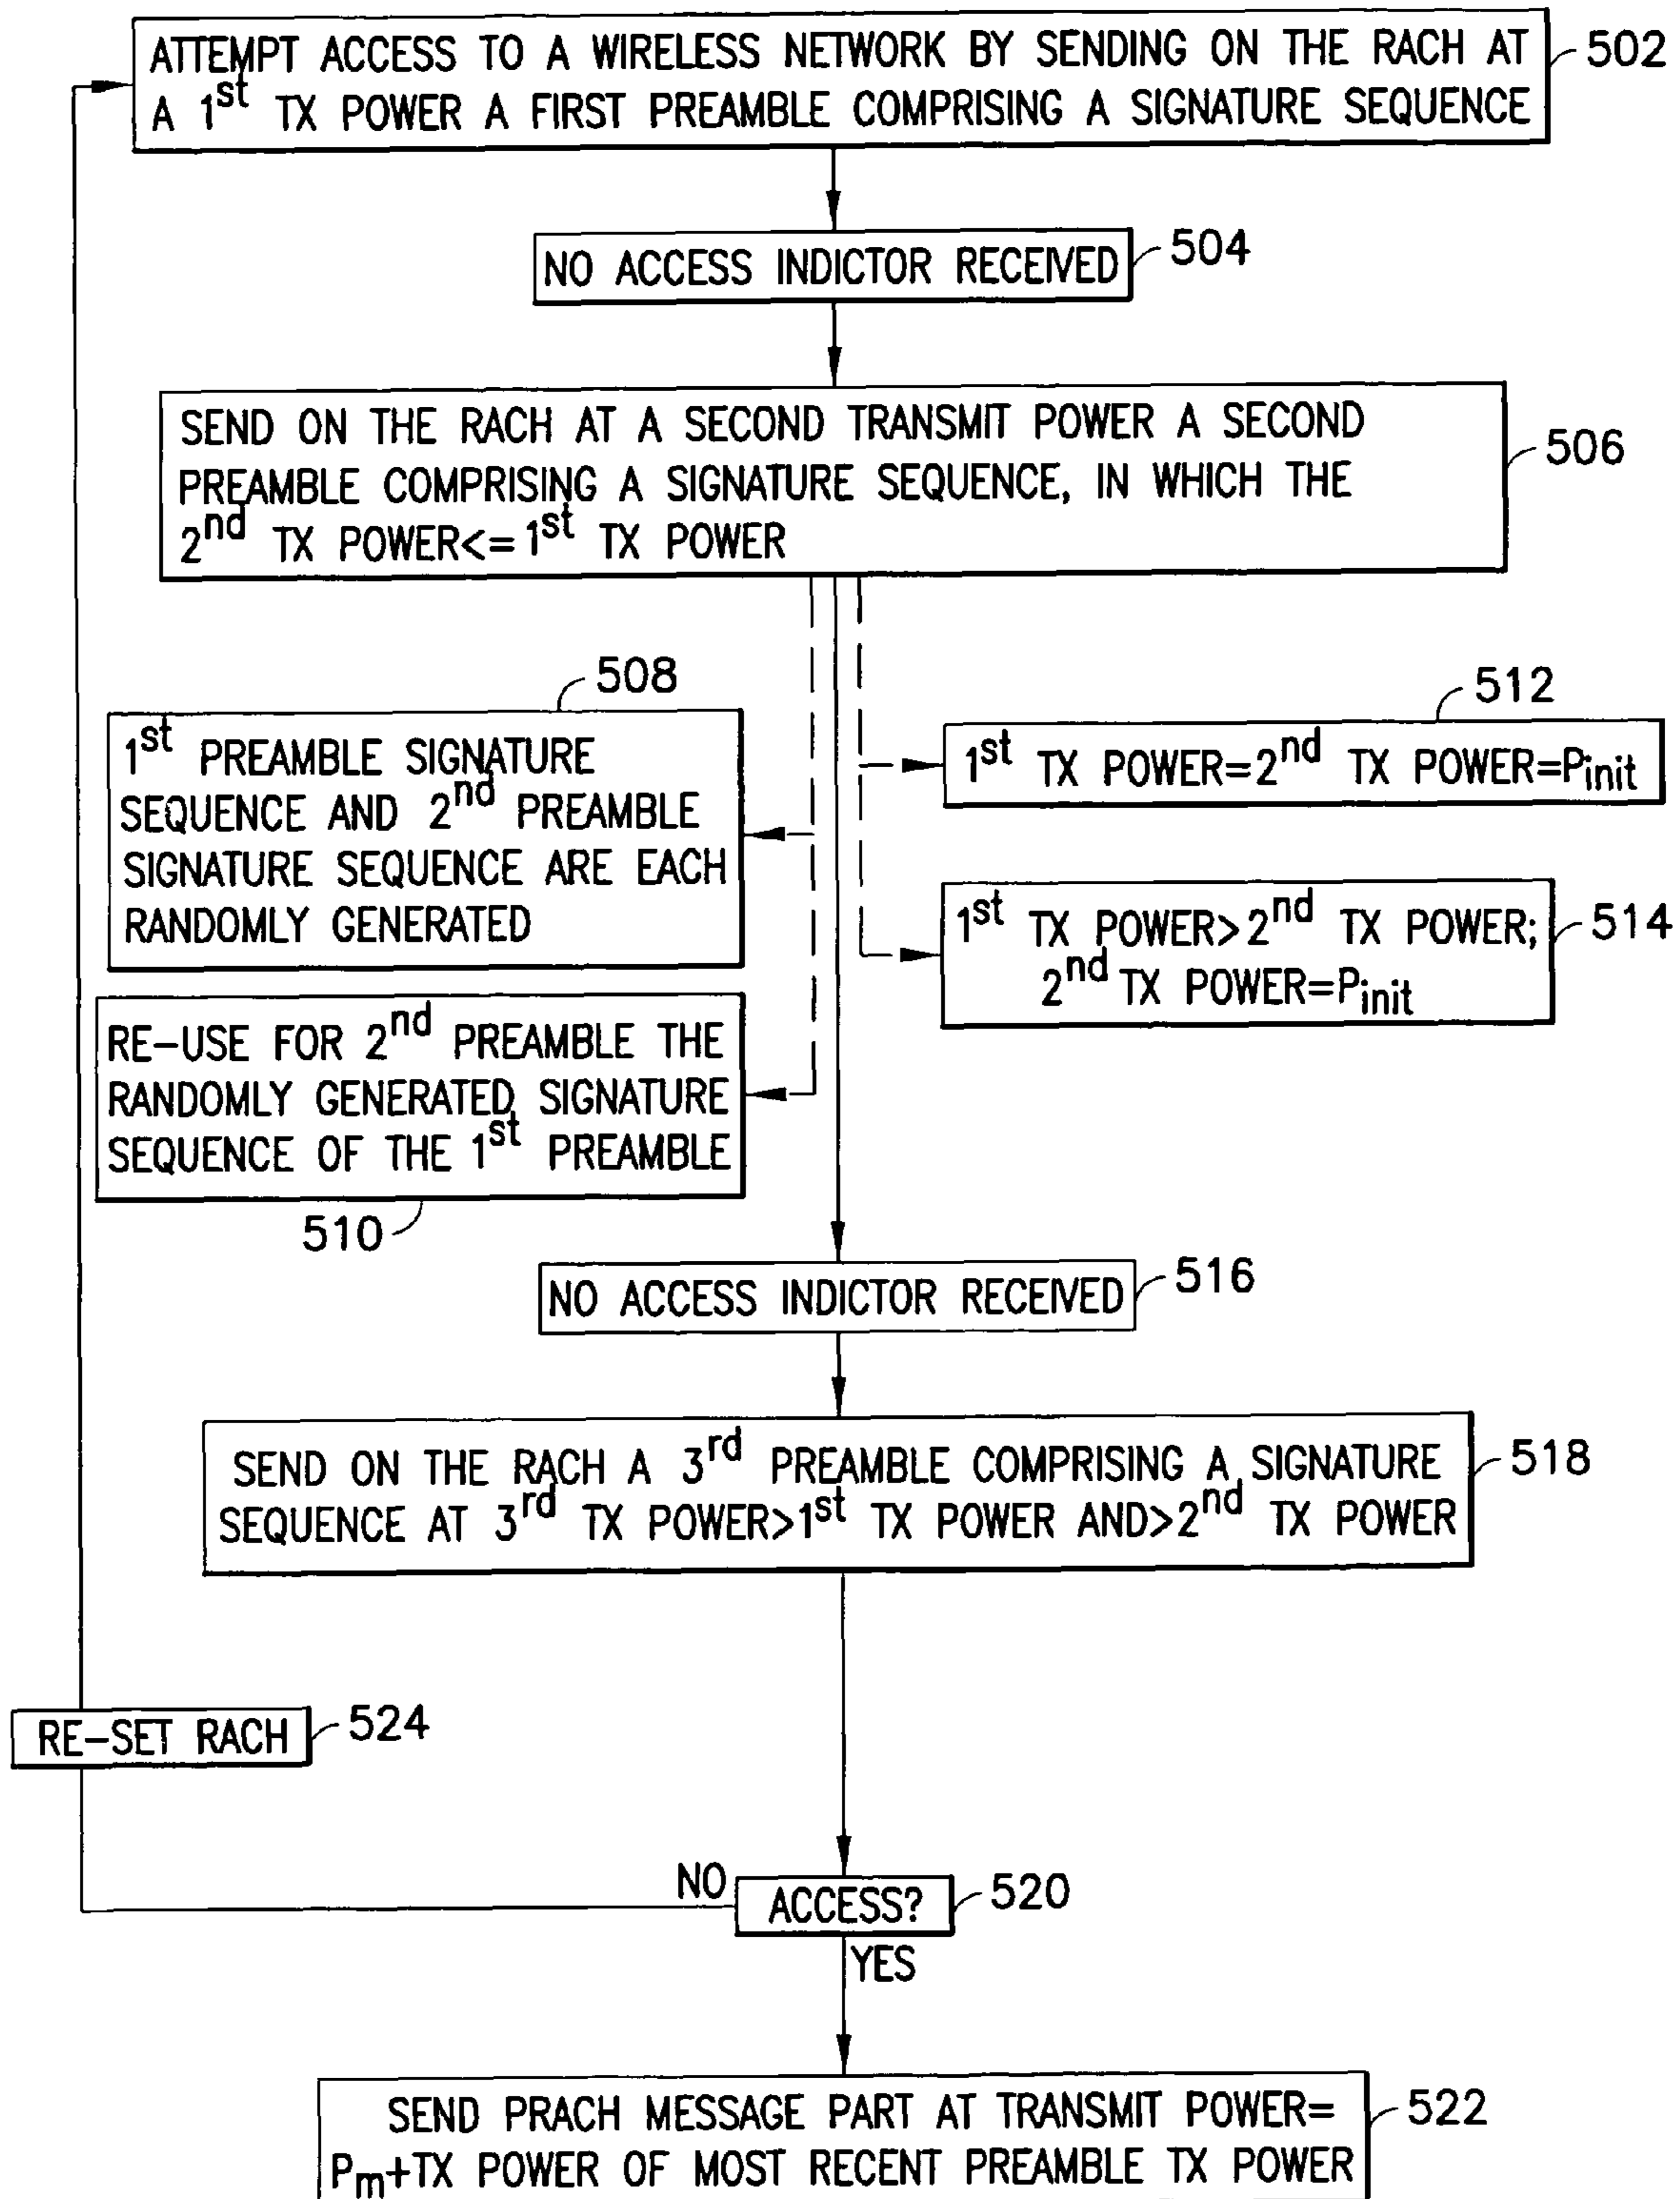 ATTEMPT ACCESS TO A WIRELESS NETWORK BY SENDING ON THE RACH AT
A 1st TX POWER A FIRST PREAMBLE COMPRISING A SIGNATURE SEQUENCE
502
NO ACCESS INDICTOR RECEIVED
504
SEND ON THE RACH AT A SECOND TRANSMIT POWER A SECOND
PREAMBLE COMPRISING A SIGNATURE SEQUENCE, IN WHICH THE
2nd TX POWER<=1st TX POWER
506
508
1st PREAMBLE SIGNATURE
SEQUENCE AND 2nd PREAMBLE
SIGNATURE SEQUENCE ARE EACH
RANDOMLY GENERATED
512
1st TX POWER=2nd TX POWER=Pinit
1st TX POWER>2nd TX POWER;
2nd TX POWER=Pinit
514
RE-USE FOR 2nd PREAMBLE THE
RANDOMLY GENERATED SIGNATURE
SEQUENCE OF THE 1st PREAMBLE
510
NO ACCESS INDICTOR RECEIVED
516
SEND ON THE RACH A 3rd PREAMBLE COMPRISING A SIGNATURE
SEQUENCE AT 3rd TX POWER>1st TX POWER AND>2nd TX POWER
518
RE-SET RACH
524
NO
ACCESS?
520
YES
SEND PRACH MESSAGE PART AT TRANSMIT POWER=
Pm+TX POWER OF MOST RECENT PREAMBLE TX POWER
522